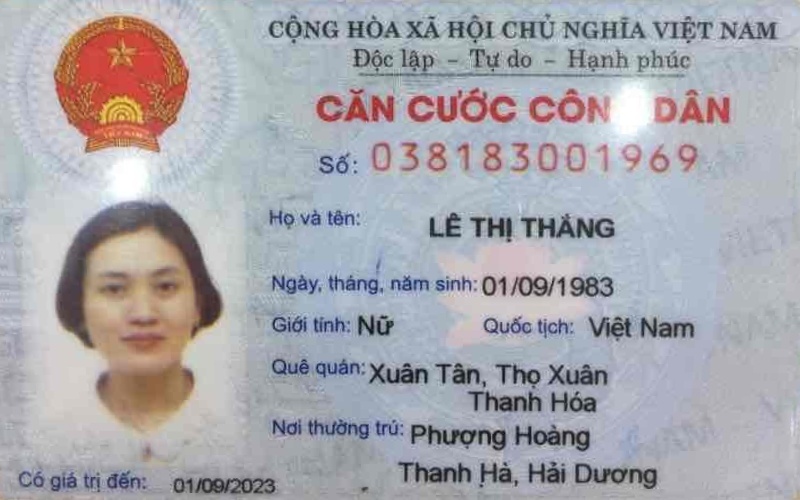 CỘNG HÒA XÃ HỘI CHỦ NGHĨA VIỆT NAM
Độc lập - Tự do - Hạnh phúc
CĂN CƯỚC CÔNG DÂN
Số: 038183001969
Họ và tên: LÊ THỊ THẮNG
Ngày, tháng, năm sinh: 01/09/1983
Giới tính: Nữ Quốc tịch: Việt Nam
Quê quán: Xuân Tân, Thọ Xuân
Thanh Hóa
Nơi thường trú: Phượng Hoàng
Thanh Hà, Hải Dương
Có giá trị đến: 01/09/2023